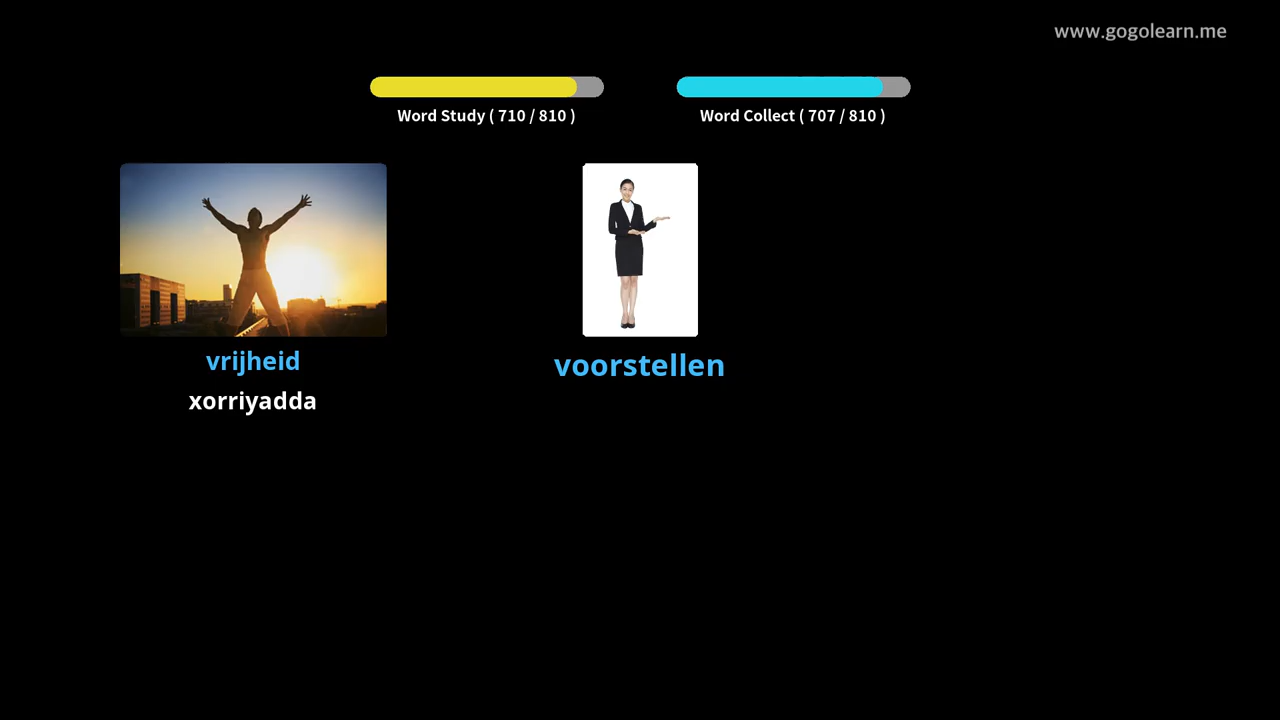 www.gogolearn.me
Word Study ( 710 / 810 )
Word Collect ( 707 / 810 )
vrijheid
xorriyadda
voorstellen